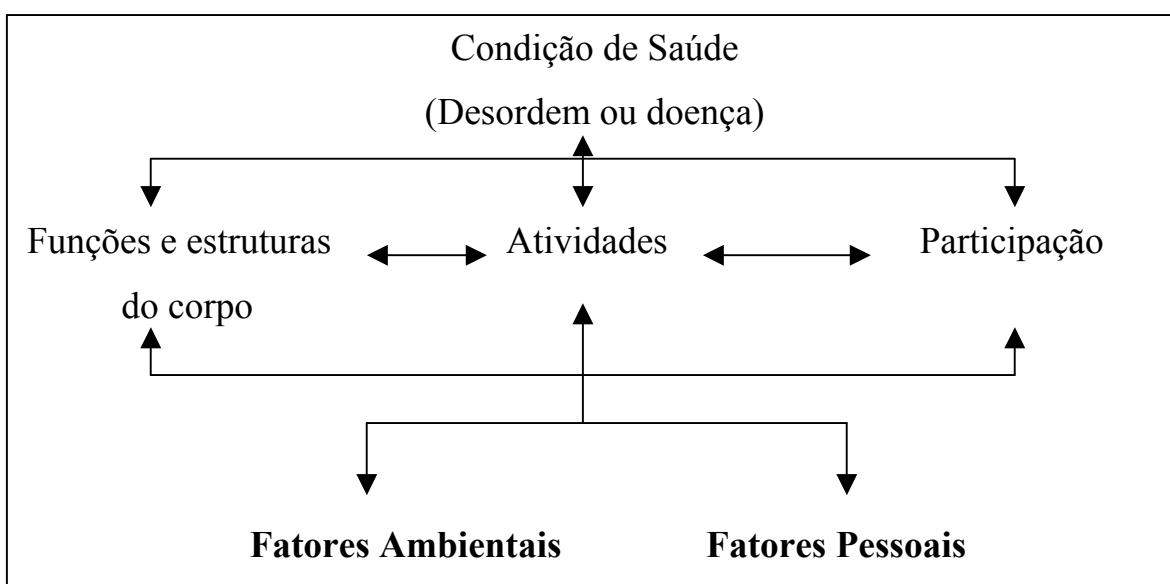 Condição de Saúde
(Desordem ou doença)
Funções e estruturas
do corpo
Atividades
Participação
Fatores Ambientais
Fatores Pessoais